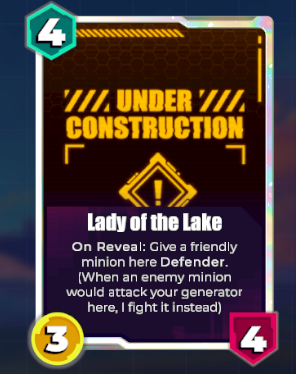 4
/// UNDER ///
CONSTRUCTION
!
Lady of the Lake
On Reveal: Give a friendly
minion here Defender.
(When an enemy minion
would attack your generator
here, I fight it instead)
3
4